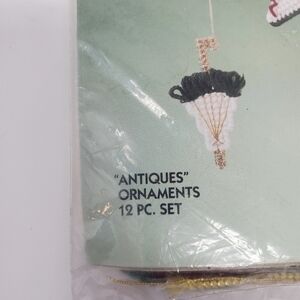 "ANTIQUES"
ORNAMENTS
12 PC. SET